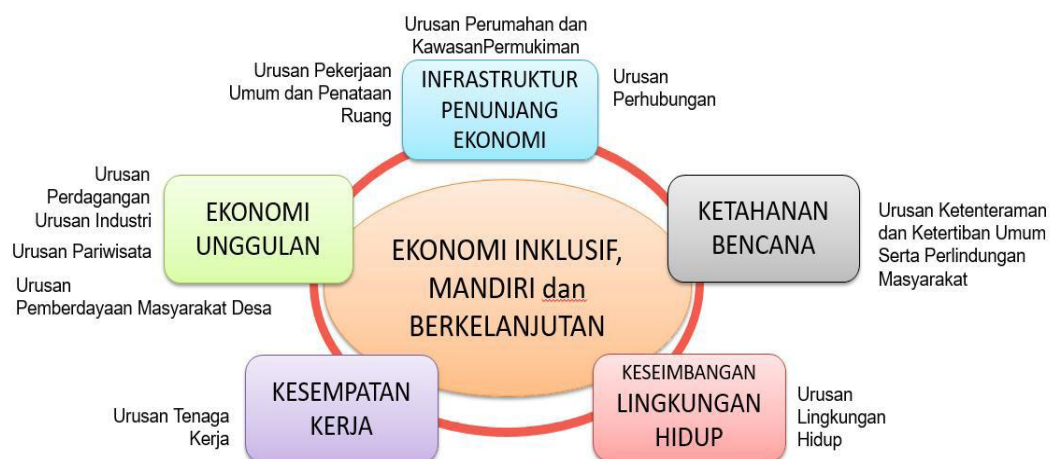 Urusan Perumahan dan
KawasanPermukiman
Urusan Pekerjaan
Umum dan Penataan
Ruang
INFRASTRUKTUR
PENUNJANG
EKONOMI
Urusan
Perhubungan
Urusan
Perdagangan
Urusan Industri
Urusan Pariwisata
Urusan
Pemberdayaan Masyarakat Desa
EKONOMI
UNGGULAN
EKONOMI INKLUSIF,
MANDIRI dan
BERKELANJUTAN
KETAHANAN
BENCANA
Urusan Ketenteraman
dan Ketertiban Umum
Serta Perlindungan
Masyarakat
Urusan Tenaga
Kerja
KESEMPATAN
KERJA
KESEIMBANGAN
LINGKUNGAN
HIDUP
Urusan
Lingkungan
Hidup